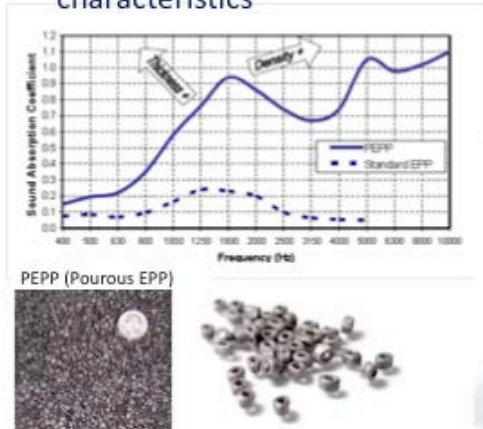 characteristics
1.2
1.1
1.0
0.9
0.8
0.7
0.6
0.5
0.4
0.3
0.2
0.1
0.0
Sound Absorption Coefficient
Thickness +
Density +
PEPP
Standard EPP
400 500 630 800 1000 1250 1600 2000 2500 3150 4000 5000 6300 8000 10000
Frequency (Hz)
PEPP (Pourous EPP)